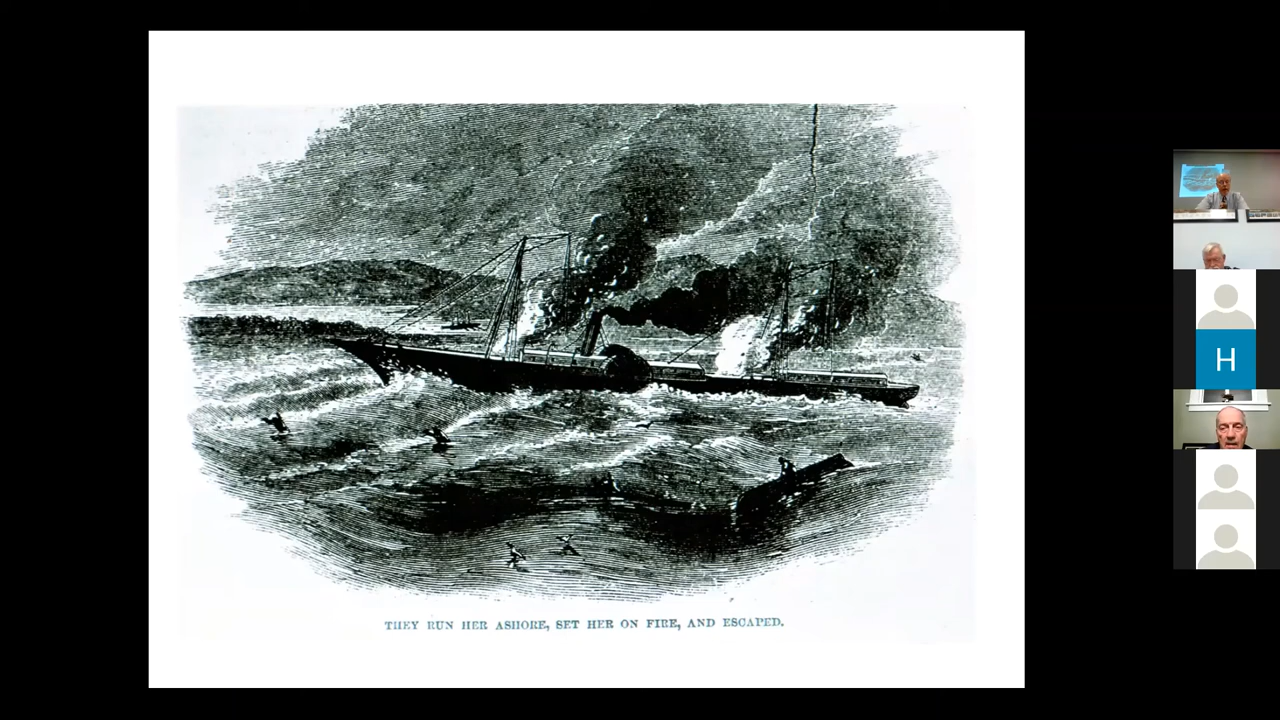 THEY RUN HER ASHORE, SET HER ON FIRE, AND ESCAPED.
H